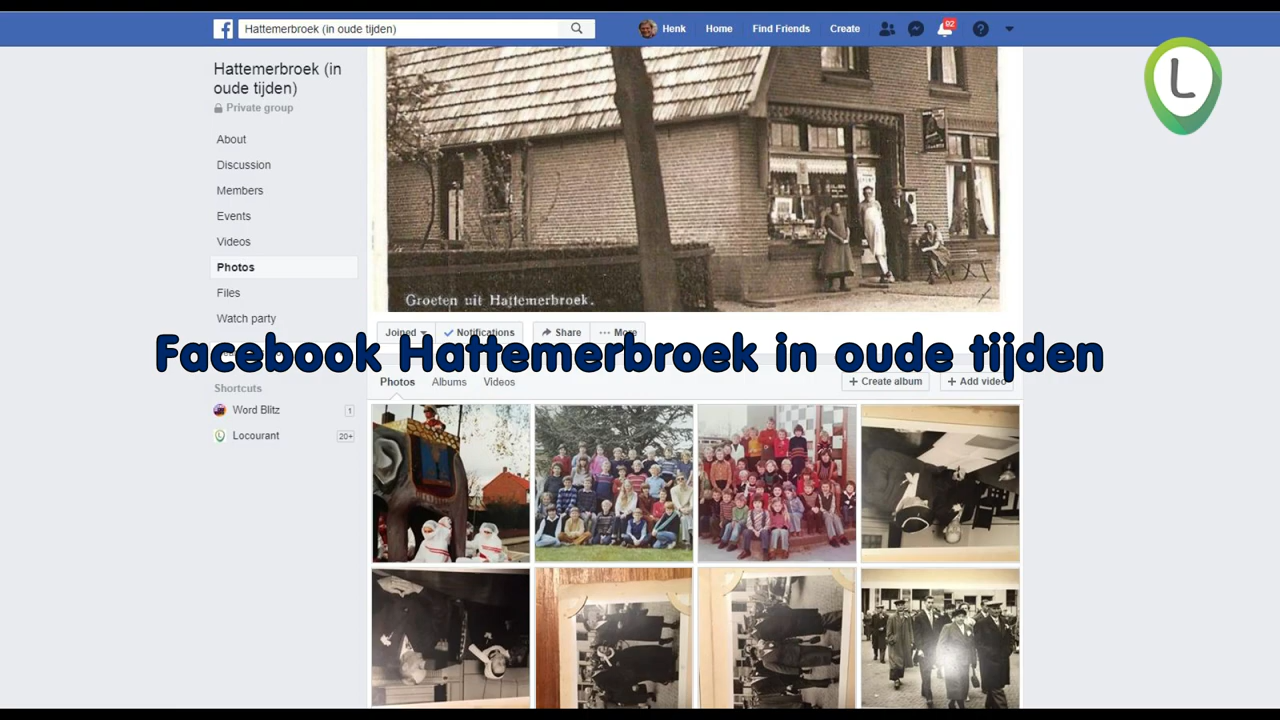 Hattemerbroek (in oude tijden)
Henk
Home
Find Friends
Create
92
L
Hattemerbroek (in
oude tijden)
Private group
About
Discussion
Members
Events
Videos
Photos
Files
Watch party
Groeten uit Hattemerbroek.
Joined
Notifications
Share
More
Facebook Hattemerbroek in oude tijden
Shortcuts
Word Blitz
1
Locourant
20+
Photos
Albums
Videos
+ Create album
+ Add video